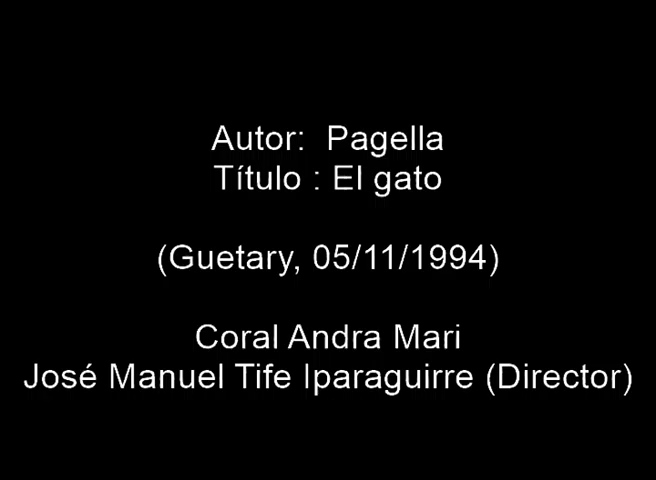 Autor:  Pagella
Título : El gato
(Guetary, 05/11/1994)
Coral Andra Mari
José Manuel Tife Iparaguirre (Director)